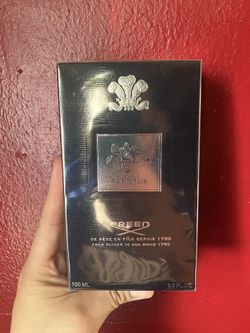 AVENTUS
CREED
DE PÈRE EN FILS DEPUIS 1760
FROM FATHER TO SON SINCE 1760
100 ML 3.3 FL.OZ.